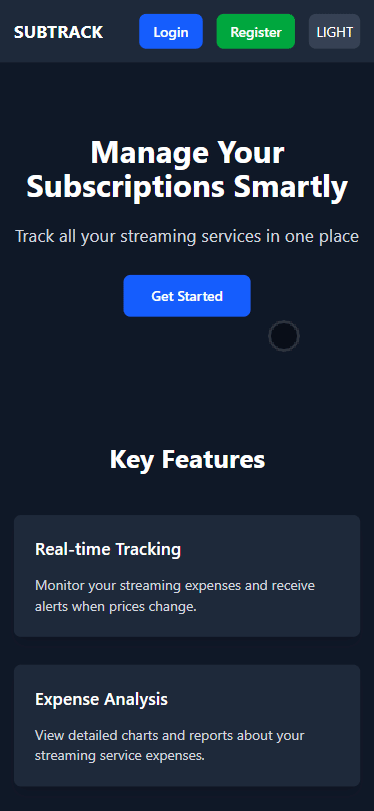 SUBTRACK
Login
Register
LIGHT
Manage Your
Subscriptions Smartly
Track all your streaming services in one place
Get Started
Key Features
Real-time Tracking
Monitor your streaming expenses and receive
alerts when prices change.
Expense Analysis
View detailed charts and reports about your
streaming service expenses.